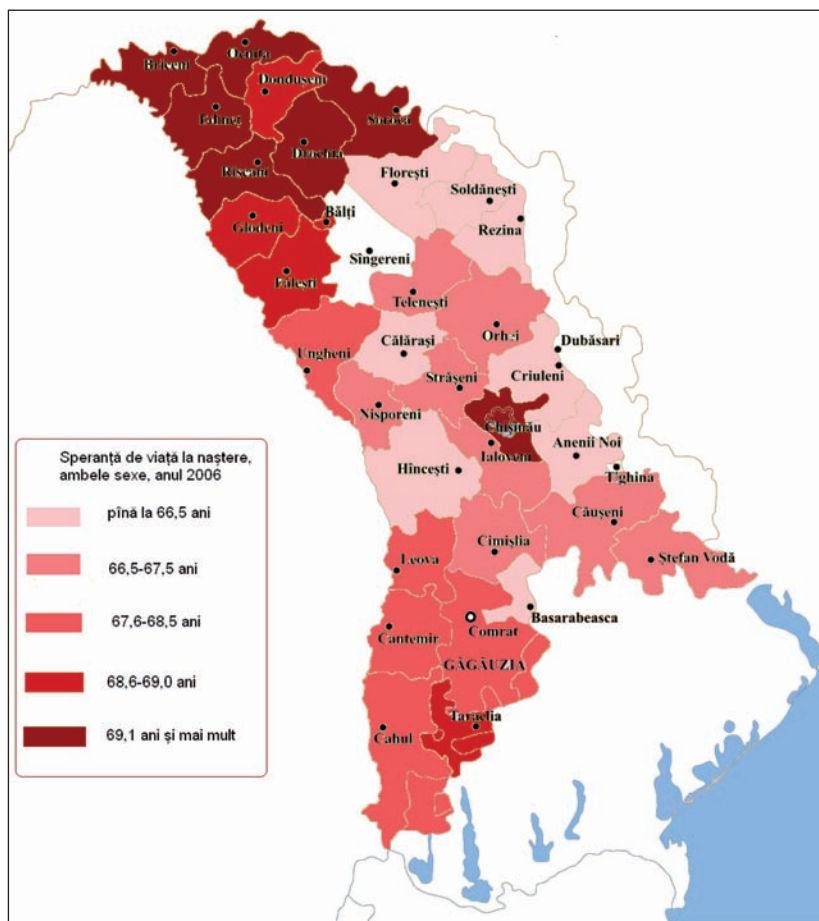 Ocnița
Briceni
Dondușeni
Edineț
Soroca
Drochia
Rîșcani
Florești
Soldănești
Bălți
Glodeni
Rezina
Sîngereni
Fălești
Telenești
Orhei
Dubăsari
Călărași
Ungheni
Criuleni
Strășeni
Nisporeni
Chișinău
Anenii Noi
Ialoveni
Hîncești
Tighina
Căușeni
Cimișlia
Ștefan Vodă
Leova
Basarabeasca
Comrat
Cantemir
GĂGĂUZIA
Taraclia
Cahul
Speranță de viață la naștere,
ambele sexe, anul 2006
pînă la 66,5 ani
66,5-67,5 ani
67,6-68,5 ani
68,6-69,0 ani
69,1 ani și mai mult